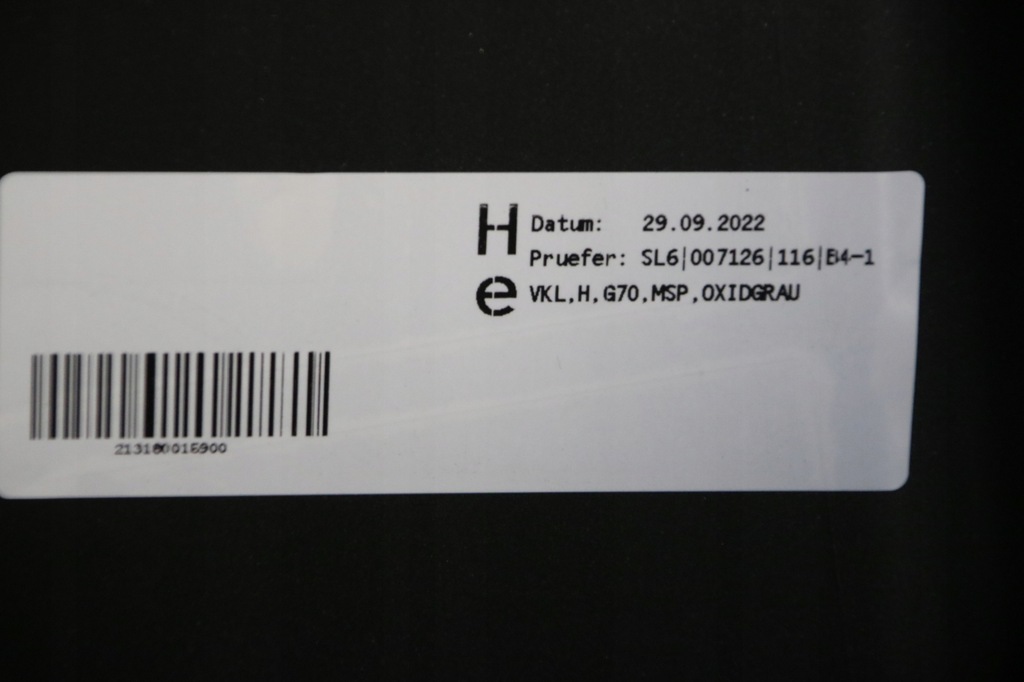 H
Datum: 29.09.2022
Pruefer: SL6|007126|116|B4-1
e
VKL,H,G70,MSP,OXIDGRAU